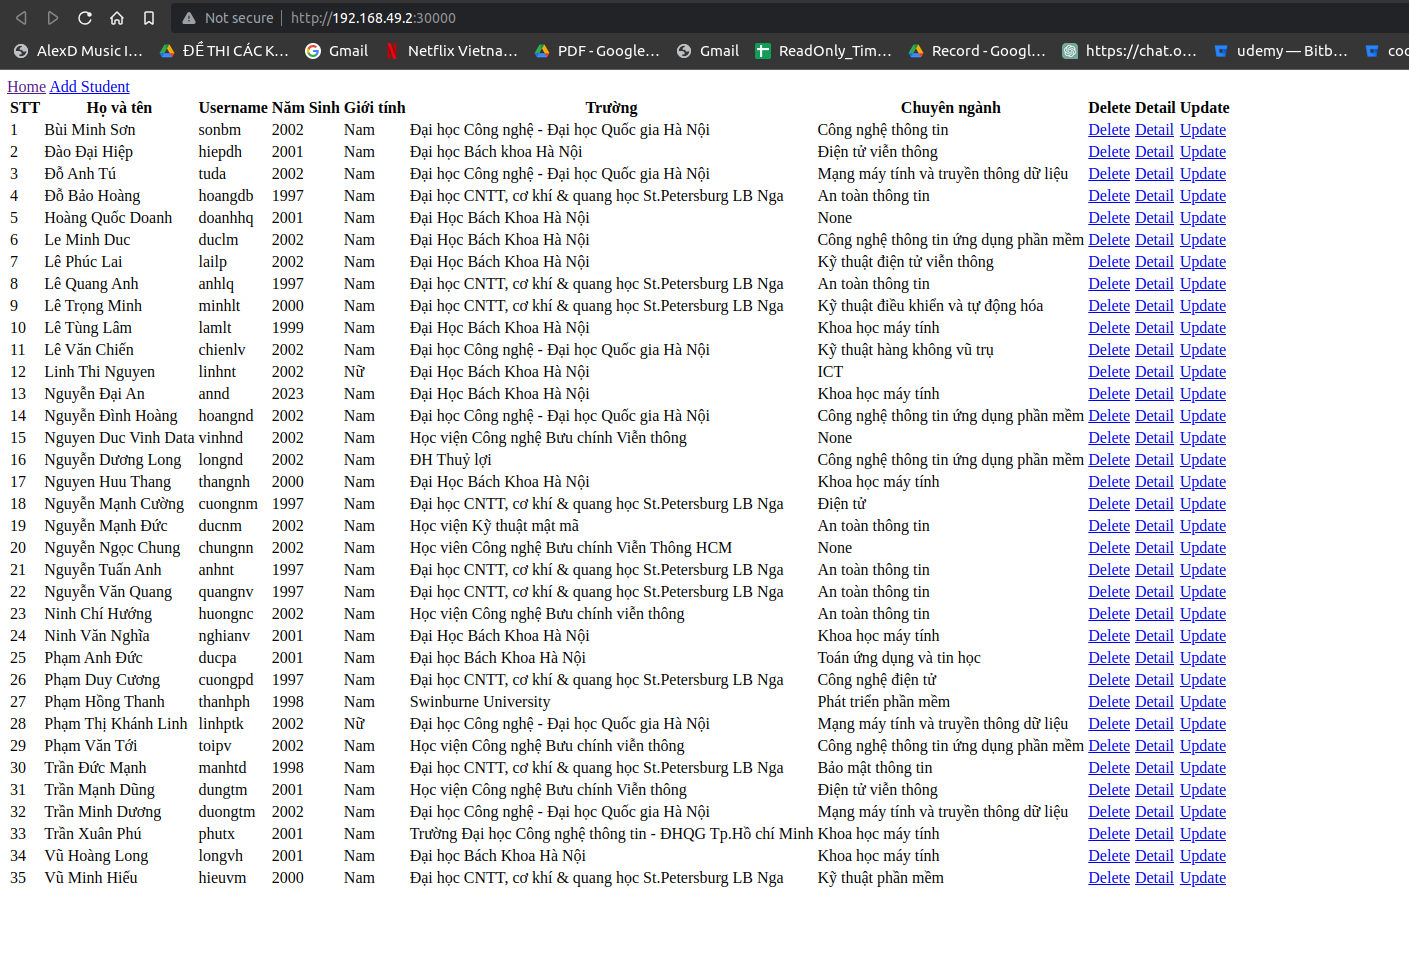 Not secure http://192.168.49.2:30000
AlexD Music I... ĐỀ THI CÁC K... Gmail Netflix Vietna... PDF - Google... Gmail ReadOnly_Tim... Record - Googl... https://chat.o... udemy — Bitb... coo
Home Add Student
STT Họ và tên Username Năm Sinh Giới tính Trường Chuyên ngành Delete Detail Update
1 Bùi Minh Sơn sonbm 2002 Nam Đại học Công nghệ - Đại học Quốc gia Hà Nội Công nghệ thông tin Delete Detail Update
2 Đào Đại Hiệp hiepdh 2001 Nam Đại học Bách khoa Hà Nội Điện tử viễn thông Delete Detail Update
3 Đỗ Anh Tú tuda 2002 Nam Đại học Công nghệ - Đại học Quốc gia Hà Nội Mạng máy tính và truyền thông dữ liệu Delete Detail Update
4 Đỗ Bảo Hoàng hoangdb 1997 Nam Đại học CNTT, cơ khí & quang học St.Petersburg LB Nga An toàn thông tin Delete Detail Update
5 Hoàng Quốc Doanh doanhhq 2001 Nam Đại Học Bách Khoa Hà Nội None Delete Detail Update
6 Le Minh Duc duclm 2002 Nam Đại Học Bách Khoa Hà Nội Công nghệ thông tin ứng dụng phần mềm Delete Detail Update
7 Lê Phúc Lai lailp 2002 Nam Đại Học Bách Khoa Hà Nội Kỹ thuật điện tử viễn thông Delete Detail Update
8 Lê Quang Anh anhlq 1997 Nam Đại học CNTT, cơ khí & quang học St.Petersburg LB Nga An toàn thông tin Delete Detail Update
9 Lê Trọng Minh minhlt 2000 Nam Đại học CNTT, cơ khí & quang học St.Petersburg LB Nga Kỹ thuật điều khiển và tự động hóa Delete Detail Update
10 Lê Tùng Lâm lamlt 1999 Nam Đại Học Bách Khoa Hà Nội Khoa học máy tính Delete Detail Update
11 Lê Văn Chiến chienlv 2002 Nam Đại học Công nghệ - Đại học Quốc gia Hà Nội Kỹ thuật hàng không vũ trụ Delete Detail Update
12 Linh Thi Nguyen linhnt 2002 Nữ Đại Học Bách Khoa Hà Nội ICT Delete Detail Update
13 Nguyễn Đại An annd 2023 Nam Đại Học Bách Khoa Hà Nội Khoa học máy tính Delete Detail Update
14 Nguyễn Đình Hoàng hoangnd 2002 Nam Đại học Công nghệ - Đại học Quốc gia Hà Nội Công nghệ thông tin ứng dụng phần mềm Delete Detail Update
15 Nguyen Duc Vinh Data vinhnd 2002 Nam Học viện Công nghệ Bưu chính Viễn thông None Delete Detail Update
16 Nguyễn Dương Long longnd 2002 Nam ĐH Thuỷ lợi Công nghệ thông tin ứng dụng phần mềm Delete Detail Update
17 Nguyen Huu Thang thangnh 2000 Nam Đại Học Bách Khoa Hà Nội Khoa học máy tính Delete Detail Update
18 Nguyễn Mạnh Cường cuongnm 1997 Nam Đại học CNTT, cơ khí & quang học St.Petersburg LB Nga Điện tử Delete Detail Update
19 Nguyễn Mạnh Đức ducnm 2002 Nam Học viện Kỹ thuật mật mã An toàn thông tin Delete Detail Update
20 Nguyễn Ngọc Chung chungnn 2002 Nam Học viên Công nghệ Bưu chính Viễn Thông HCM None Delete Detail Update
21 Nguyễn Tuấn Anh anhnt 1997 Nam Đại học CNTT, cơ khí & quang học St.Petersburg LB Nga An toàn thông tin Delete Detail Update
22 Nguyễn Văn Quang quangnv 1997 Nam Đại học CNTT, cơ khí & quang học St.Petersburg LB Nga An toàn thông tin Delete Detail Update
23 Ninh Chí Hướng huongnc 2002 Nam Học viện Công nghệ Bưu chính viễn thông An toàn thông tin Delete Detail Update
24 Ninh Văn Nghĩa nghianv 2001 Nam Đại Học Bách Khoa Hà Nội Khoa học máy tính Delete Detail Update
25 Phạm Anh Đức ducpa 2001 Nam Đại học Bách Khoa Hà Nội Toán ứng dụng và tin học Delete Detail Update
26 Phạm Duy Cương cuongpd 1997 Nam Đại học CNTT, cơ khí & quang học St.Petersburg LB Nga Công nghệ điện tử Delete Detail Update
27 Phạm Hồng Thanh thanhph 1998 Nam Swinburne University Phát triển phần mềm Delete Detail Update
28 Phạm Thị Khánh Linh linhptk 2002 Nữ Đại học Công nghệ - Đại học Quốc gia Hà Nội Mạng máy tính và truyền thông dữ liệu Delete Detail Update
29 Phạm Văn Tới toipv 2002 Nam Học viện Công nghệ Bưu chính viễn thông Công nghệ thông tin ứng dụng phần mềm Delete Detail Update
30 Trần Đức Mạnh manhtd 1998 Nam Đại học CNTT, cơ khí & quang học St.Petersburg LB Nga Bảo mật thông tin Delete Detail Update
31 Trần Mạnh Dũng dungtm 2001 Nam Học viện Công nghệ Bưu chính Viễn thông Điện tử viễn thông Delete Detail Update
32 Trần Minh Dương duongtm 2002 Nam Đại học Công nghệ - Đại học Quốc gia Hà Nội Mạng máy tính và truyền thông dữ liệu Delete Detail Update
33 Trần Xuân Phú phutx 2001 Nam Trường Đại học Công nghệ thông tin - ĐHQG Tp.Hồ chí Minh Khoa học máy tính Delete Detail Update
34 Vũ Hoàng Long longvh 2001 Nam Đại học Bách Khoa Hà Nội Khoa học máy tính Delete Detail Update
35 Vũ Minh Hiếu hieuvm 2000 Nam Đại học CNTT, cơ khí & quang học St.Petersburg LB Nga Kỹ thuật phần mềm Delete Detail Update